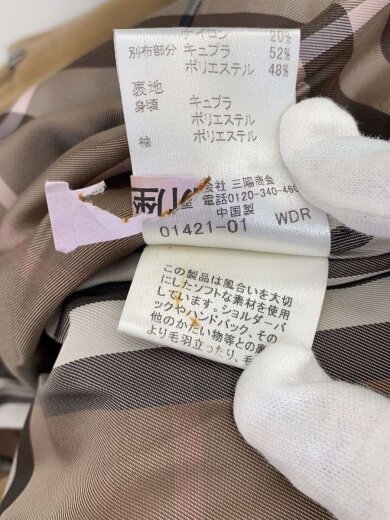 ナイロン 20%
別布部分 キュプラ 52%
ポリエステル 48%
裏地
身頃 キュプラ
ポリエステル
袖 ポリエステル
会社 三陽商会
電話0120-340-460
中国製
01421-01 WDR
この製品は風合いを大切
にしたソフトな素材を使用
しています。ショルダーバ
ックやハンドバック、その
他のかたい物等との摩
より毛羽立ったり、毛